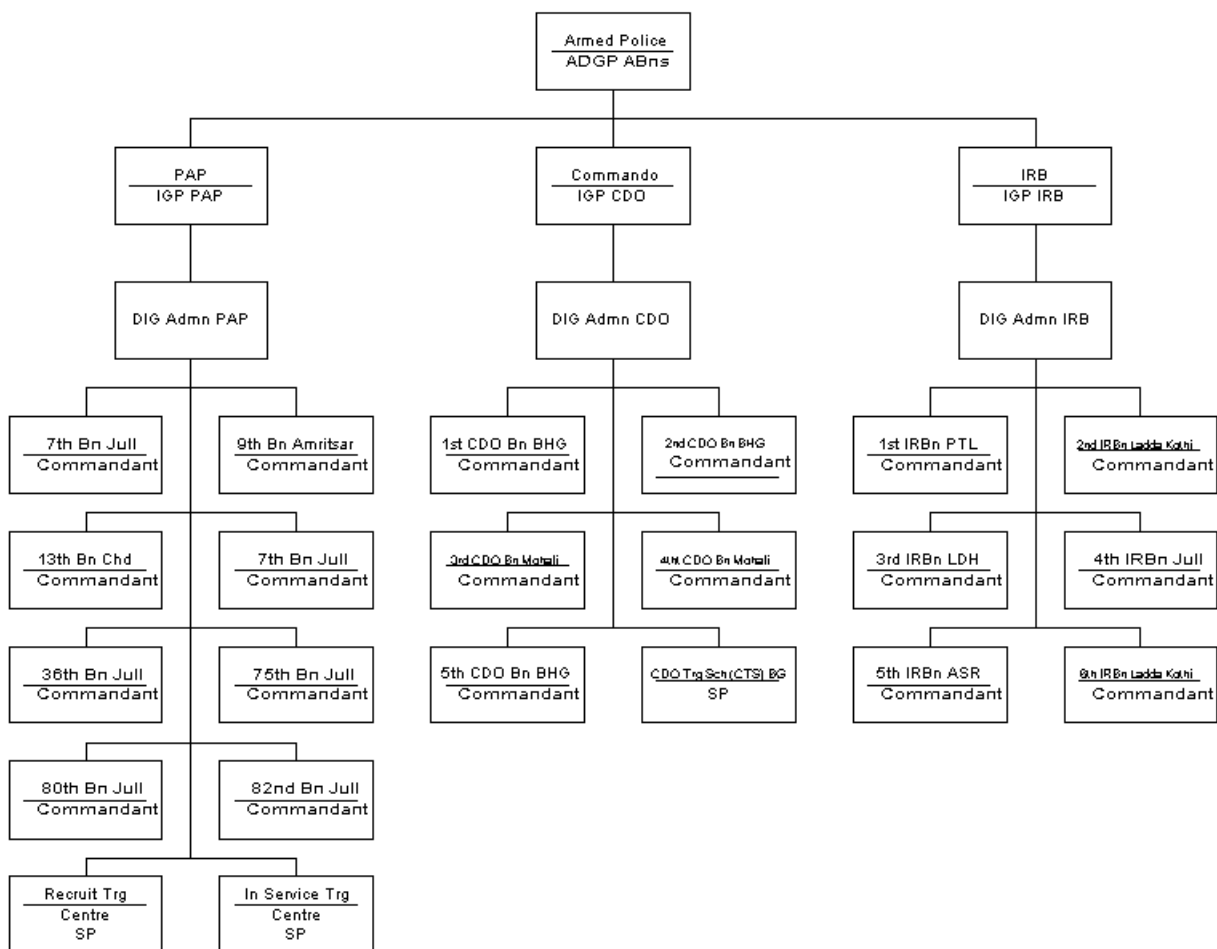 Armed Police
ADGP ABns
PAP
IGP PAP
Commando
IGP CDO
IRB
IGP IRB
DIG Admn PAP
DIG Admn CDO
DIG Admn IRB
7th Bn Jull
Commandant
9th Bn Amritsar
Commandant
1st CDO Bn BHG
Commandant
2nd CDO Bn BHG
Commandant
1st IRBn PTL
Commandant
2nd IRBn Ladda Kothi
Commandant
13th Bn Chd
Commandant
7th Bn Jull
Commandant
3rd CDO Bn Mohali
Commandant
4tht CDO Bn Mohali
Commandant
3rd IRBn LDH
Commandant
4th IRBn Jull
Commandant
36th Bn Jull
Commandant
75th Bn Jull
Commandant
5th CDO Bn BHG
Commandant
CDO Trg Sch (CTS) BG
SP
5th IRBn ASR
Commandant
6th IRBn Ladda Kothi
Commandant
80th Bn Jull
Commandant
82nd Bn Jull
Commandant
Recruit Trg
Centre
SP
In Service Trg
Centre
SP